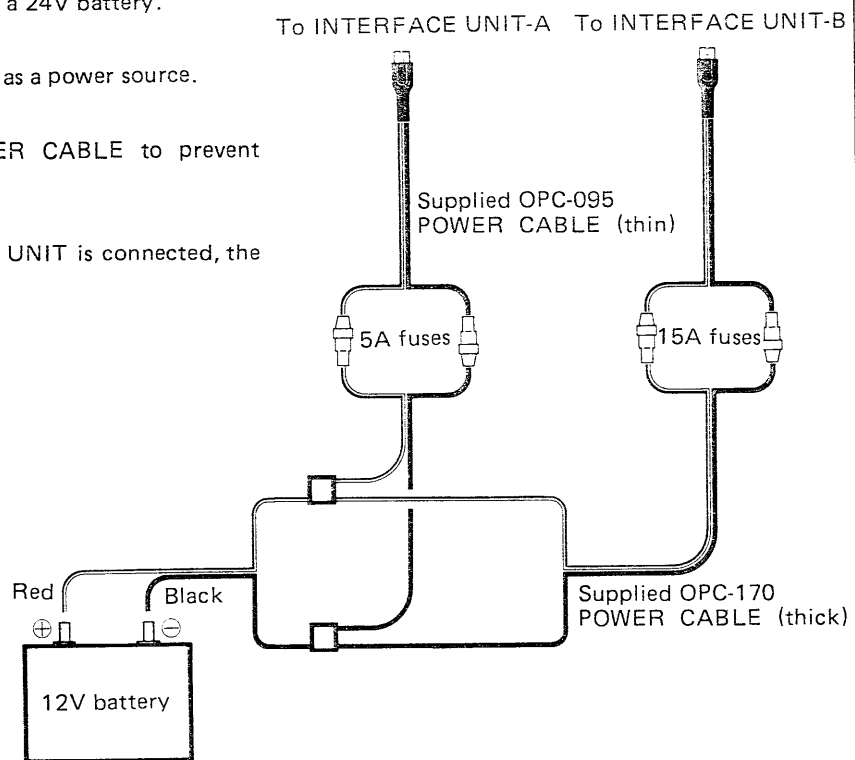 a 24V battery.
as a power source.
CABLE to prevent
UNIT is connected, the
To INTERFACE UNIT-A
To INTERFACE UNIT-B
Supplied OPC-095
POWER CABLE (thin)
5A fuses
15A fuses
Red
Black
⊕
⊖
12V battery
Supplied OPC-170
POWER CABLE (thick)